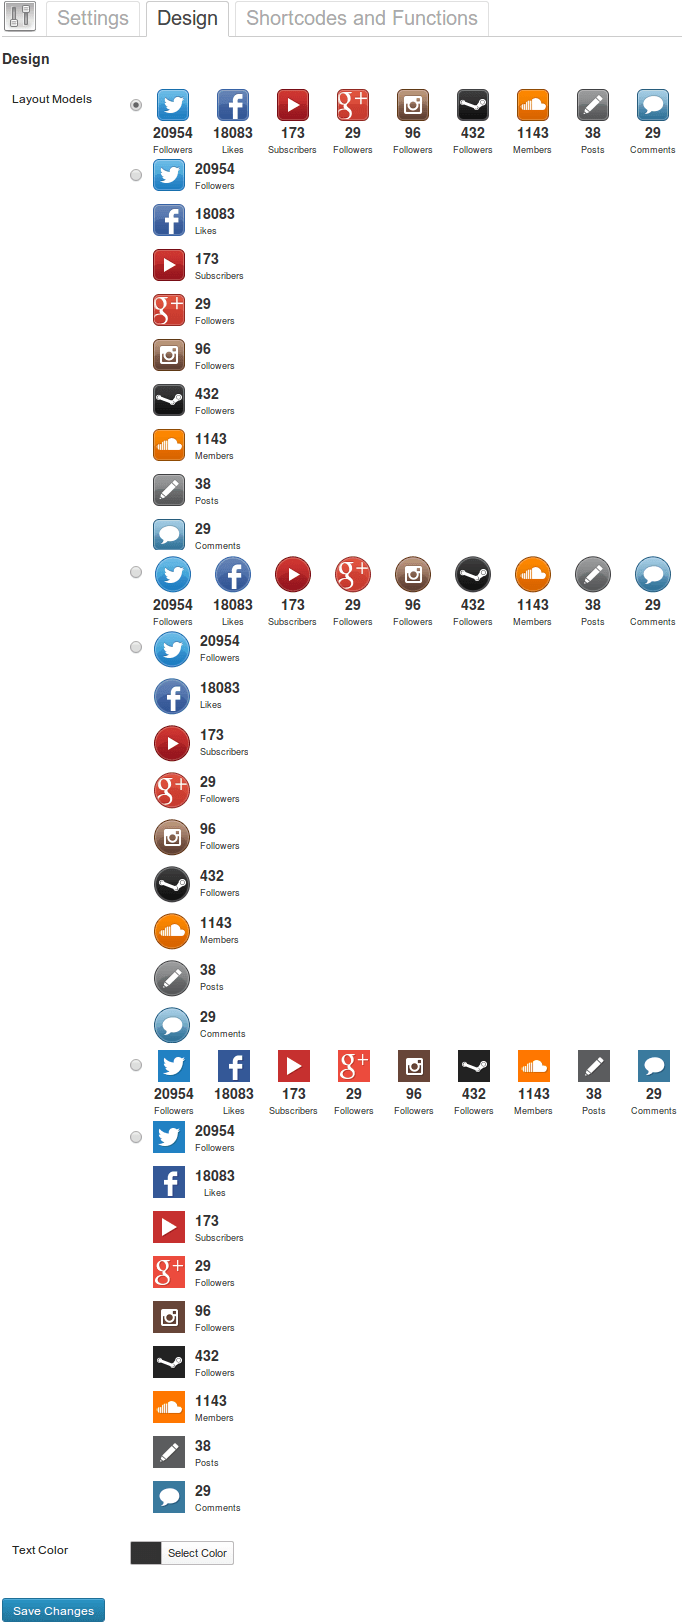 Settings Design Shortcodes and Functions
Design
Layout Models
20954 18083 173 29 96 432 1143 38 29
Followers Likes Subscribers Followers Followers Followers Members Posts Comments
20954
Followers
18083
Likes
173
Subscribers
29
Followers
96
Followers
432
Followers
1143
Members
38
Posts
29
Comments
20954 18083 173 29 96 432 1143 38 29
Followers Likes Subscribers Followers Followers Followers Members Posts Comments
20954
Followers
18083
Likes
173
Subscribers
29
Followers
96
Followers
432
Followers
1143
Members
38
Posts
29
Comments
20954 18083 173 29 96 432 1143 38 29
Followers Likes Subscribers Followers Followers Followers Members Posts Comments
20954
Followers
18083
Likes
173
Subscribers
29
Followers
96
Followers
432
Followers
1143
Members
38
Posts
29
Comments
Text Color Select Color
Save Changes